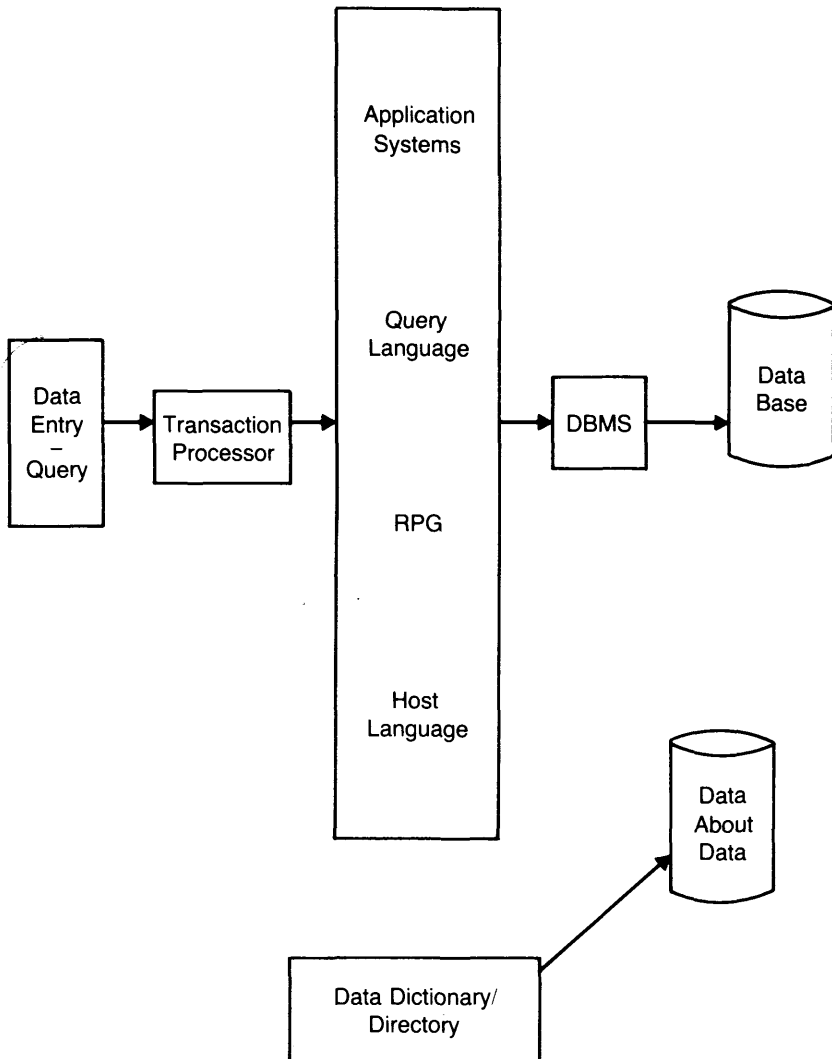 Application
Systems
Query
Language
RPG
Host
Language
Data
Entry
–
Query
Transaction
Processor
DBMS
Data
Base
Data
About
Data
Data Dictionary/
Directory